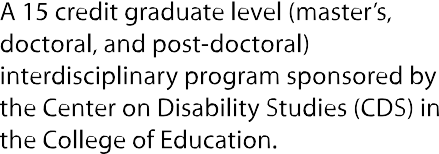 A 15 credit graduate level (master's,
doctoral, and post-doctoral)
interdisciplinary program sponsored by
the Center on Disability Studies (CDS) in
the College of Education.